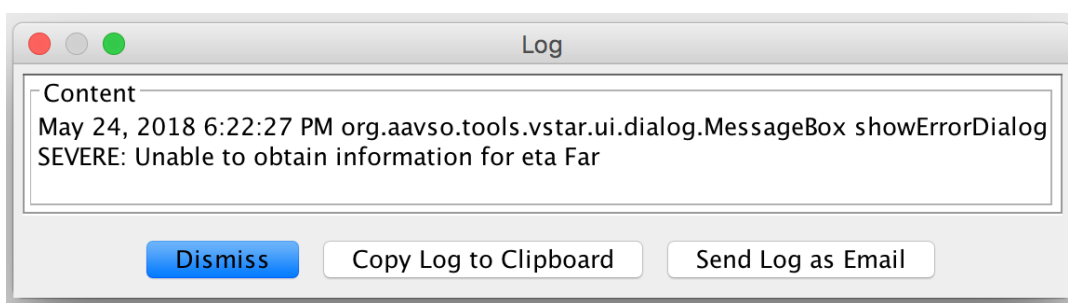 Log
Content
May 24, 2018 6:22:27 PM org.aavso.tools.vstar.ui.dialog.MessageBox showErrorDialog
SEVERE: Unable to obtain information for eta Far
Dismiss
Copy Log to Clipboard
Send Log as Email